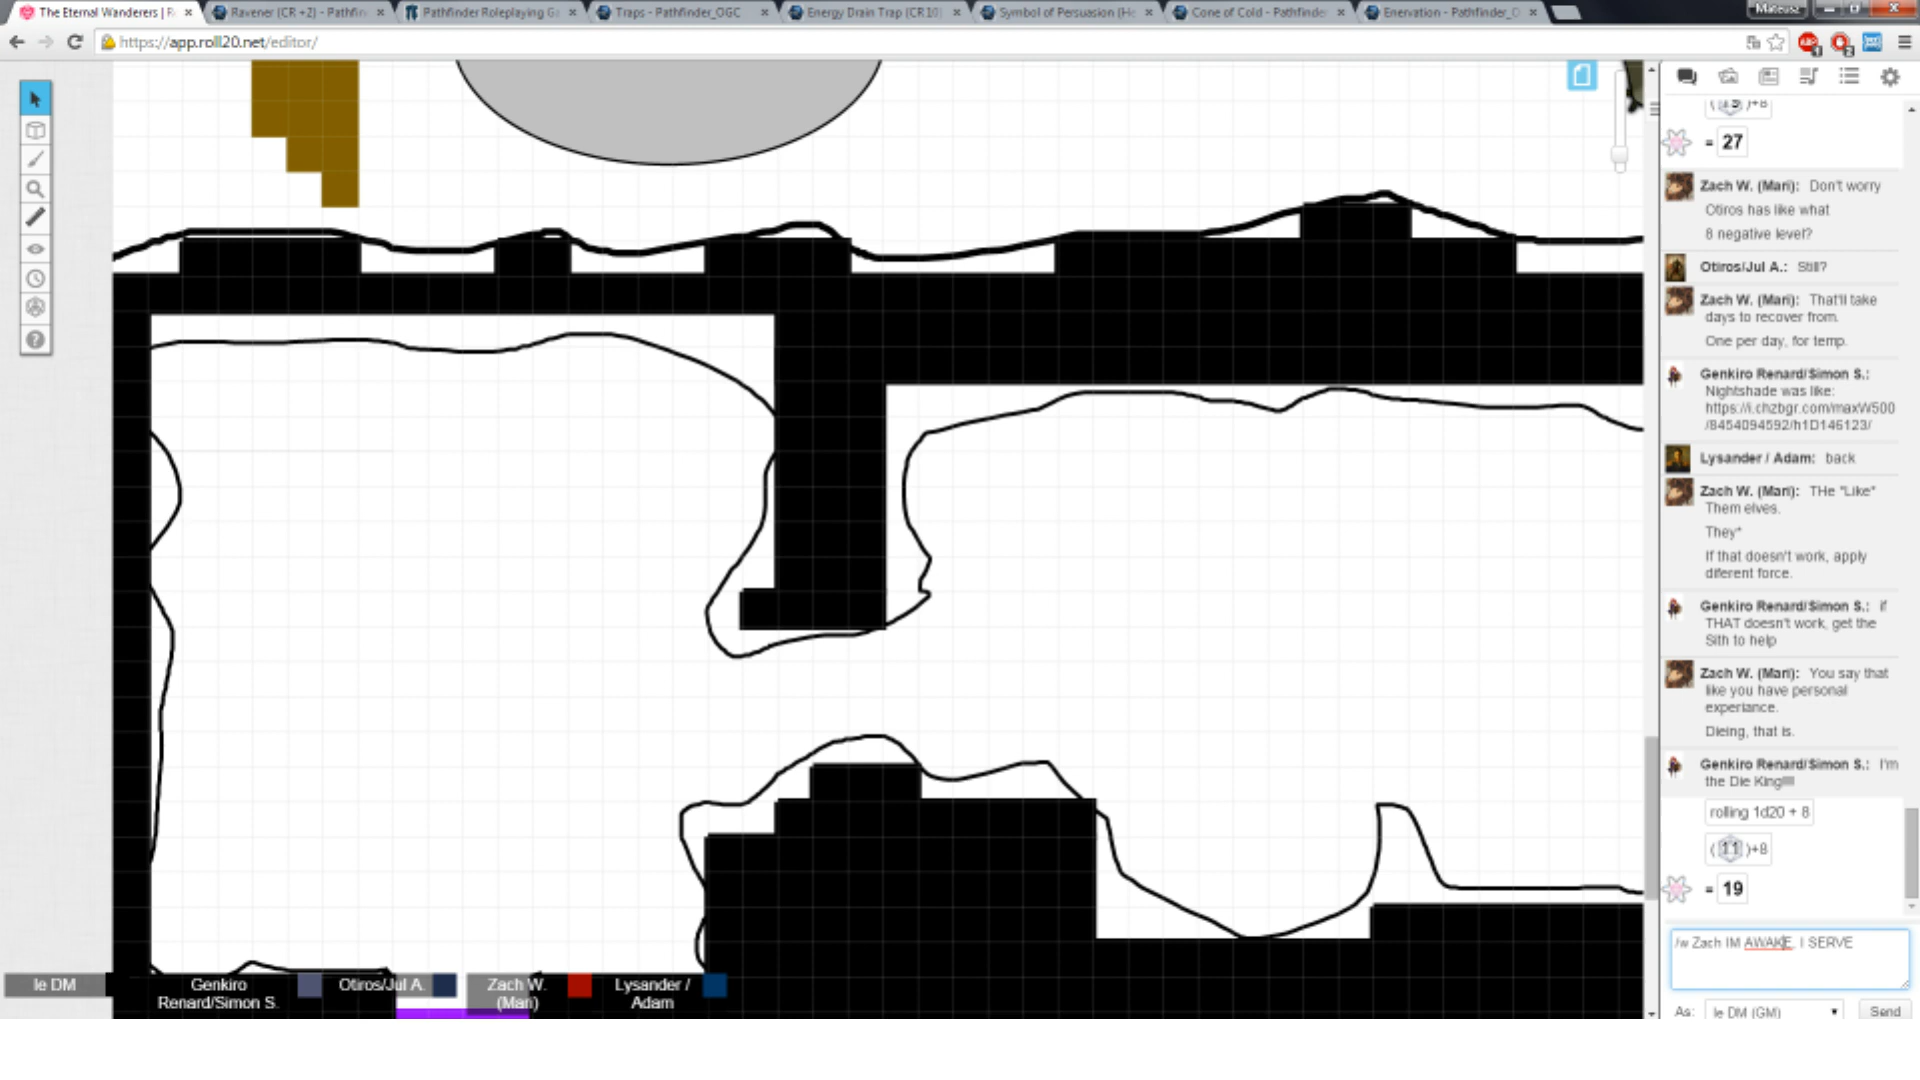 The Eternal Wanderers | R
Ravener (CR +2) - Pathfin
Pathfinder Roleplaying G
Traps - Pathfinder_OGC
Energy Drain Trap (CR10)
Symbol of Persuasion (H
Cone of Cold - Pathfinder
Enervation - Pathfinder_O
Mateusz
https://app.roll20.net/editor/
)+8
= 27
Zach W. (Mari): Don't worry
Otiros has like what
8 negative level?
Otiros/Jul A.: Still?
Zach W. (Mari): That'll take
days to recover from.
One per day, for temp.
Genkiro Renard/Simon S.:
Nightshade was like:
https://i.chzbgr.com/maxW500
/8454094592/h1D146123/
Lysander / Adam: back
Zach W. (Mari): THe *Like*
Them elves.
They*
If that doesn't work, apply
diferent force.
Genkiro Renard/Simon S.: if
THAT doesn't work, get the
Sith to help
Zach W. (Mari): You say that
like you have personal
experiance.
Dieing, that is.
Genkiro Renard/Simon S.: I'm
the Die King!!!!
rolling 1d20 + 8
(11)+8
= 19
/w Zach IM AWAKE, I SERVE
As: le DM (GM)
Send
le DM
Genkiro
Renard/Simon S.
Otiros/Jul A.
Zach W.
(Mari)
Lysander /
Adam